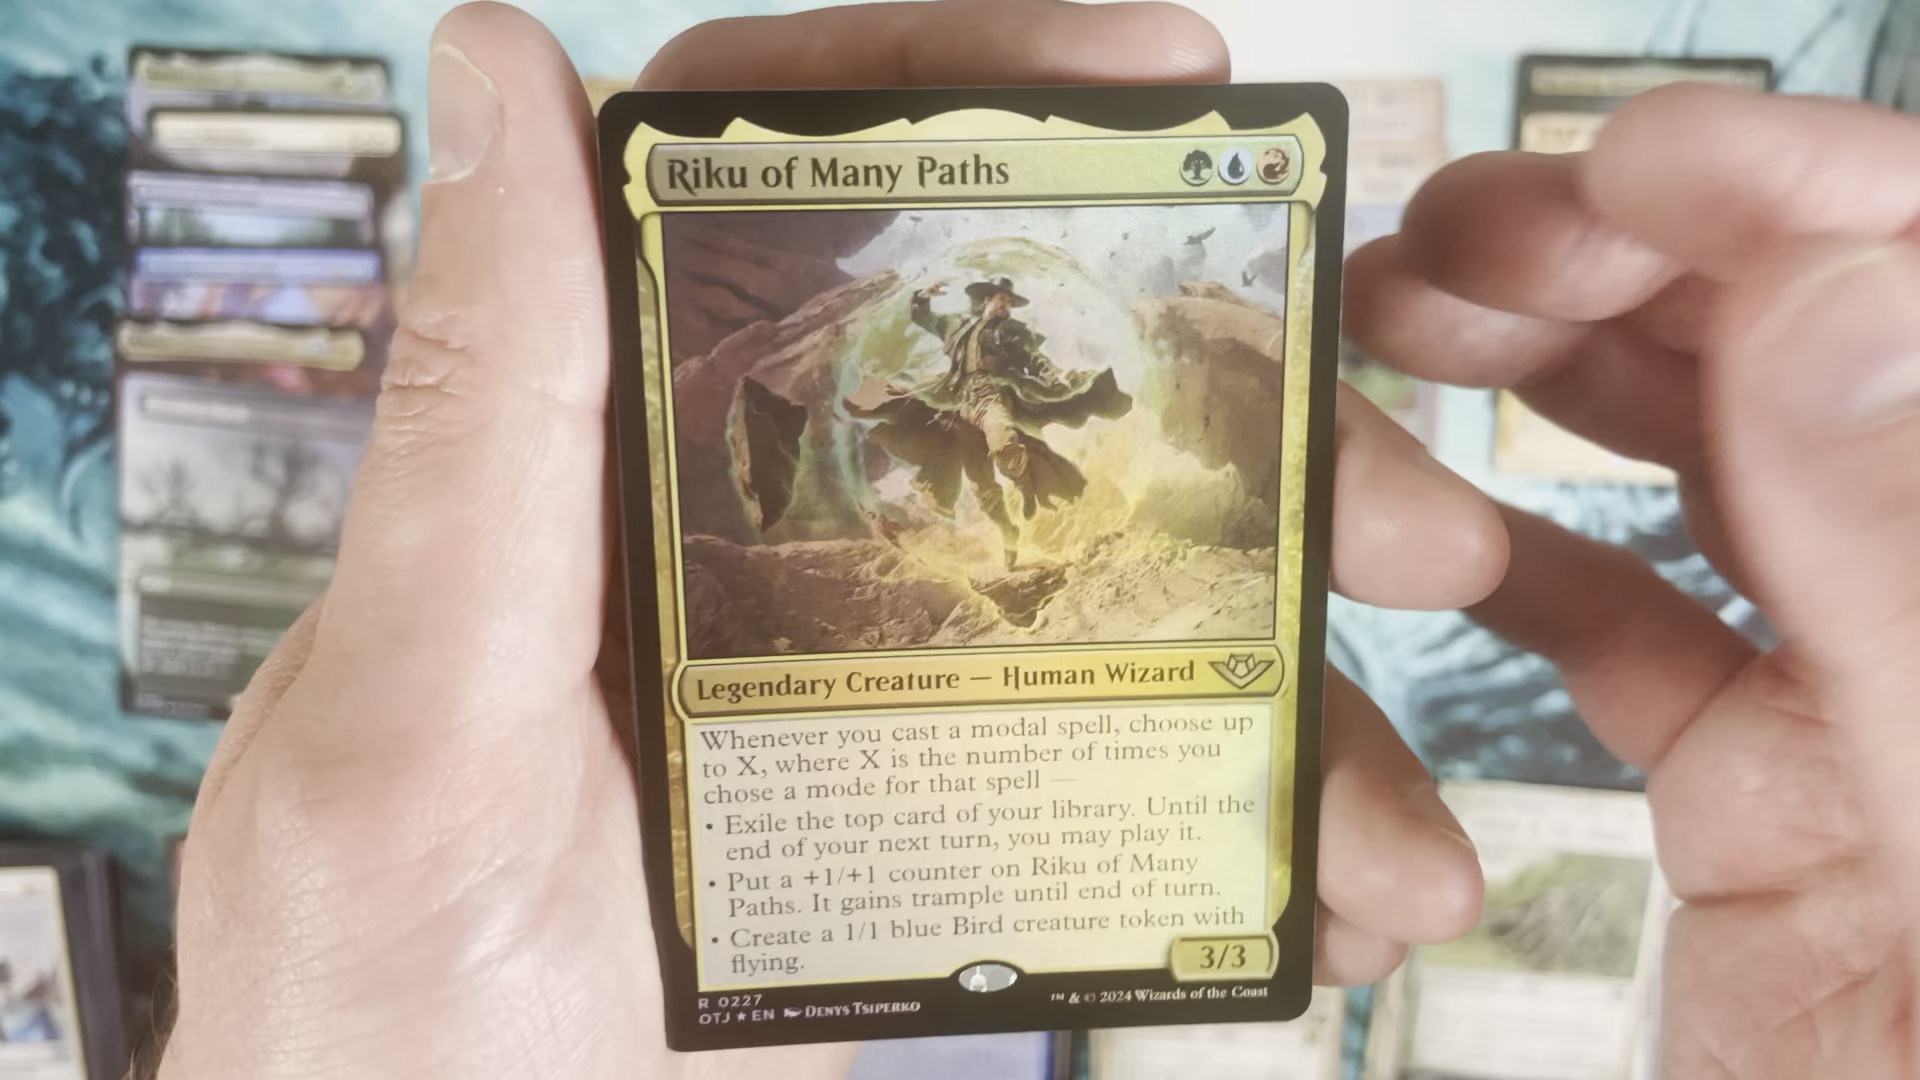 Riku of Many Paths
Legendary Creature — Human Wizard
Whenever you cast a modal spell, choose up
to X, where X is the number of times you
chose a mode for that spell —
• Exile the top card of your library. Until the
end of your next turn, you may play it.
• Put a +1/+1 counter on Riku of Many
Paths. It gains trample until end of turn.
• Create a 1/1 blue Bird creature token with
flying.
3/3
R 0227
OTJ ★ EN Denys Tsiperko
™ & © 2024 Wizards of the Coast